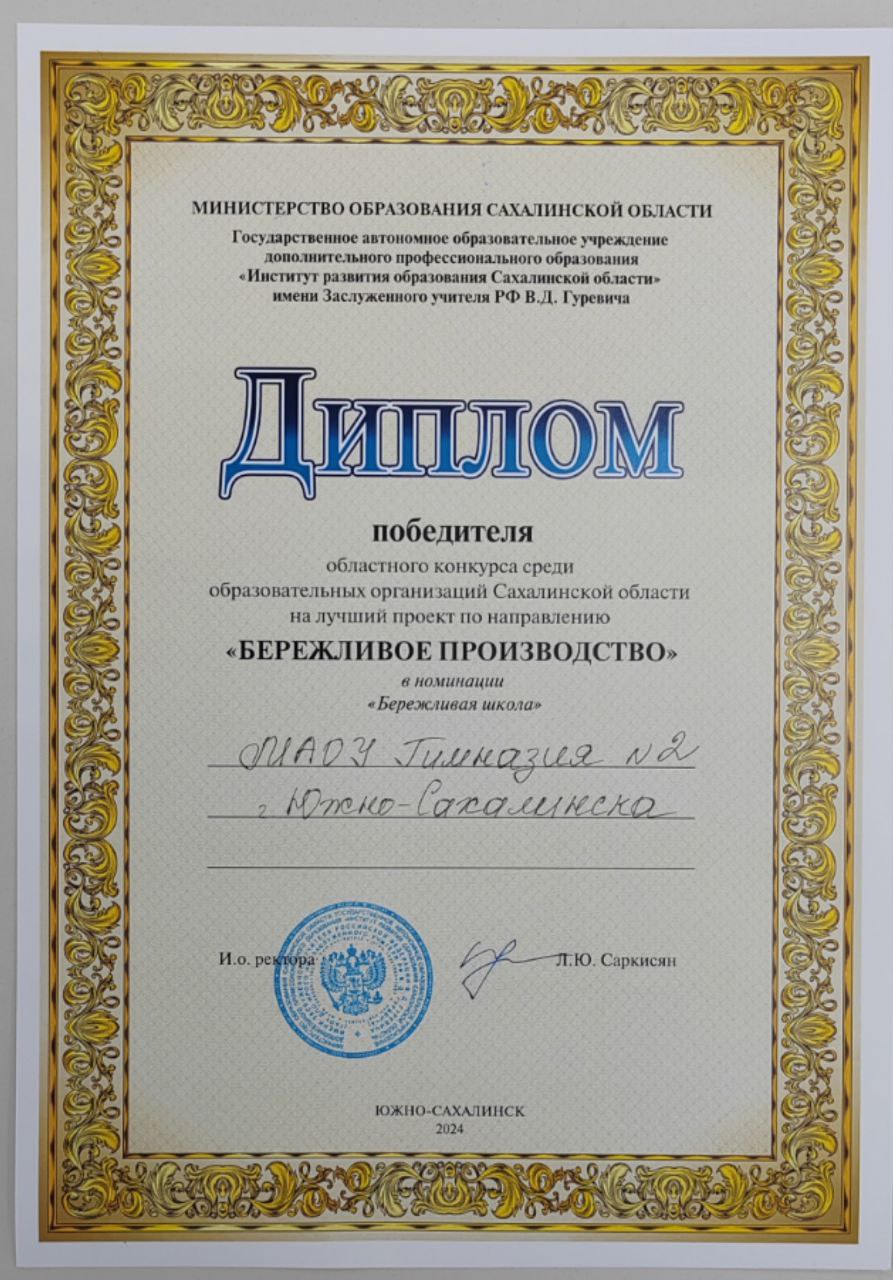 МИНИСТЕРСТВО ОБРАЗОВАНИЯ САХАЛИНСКОЙ ОБЛАСТИ
Государственное автономное образовательное учреждение
дополнительного профессионального образования
«Институт развития образования Сахалинской области»
имени Заслуженного учителя РФ В.Д. Гуревича
Диплом
победителя
областного конкурса среди
образовательных организаций Сахалинской области
на лучший проект по направлению
«БЕРЕЖЛИВОЕ ПРОИЗВОДСТВО»
в номинации
«Бережливая школа»
МАОУ Гимназия №2
г. Южно-Сахалинска
И.о. ректора
Л.Ю. Саркисян
ЮЖНО-САХАЛИНСК
2024